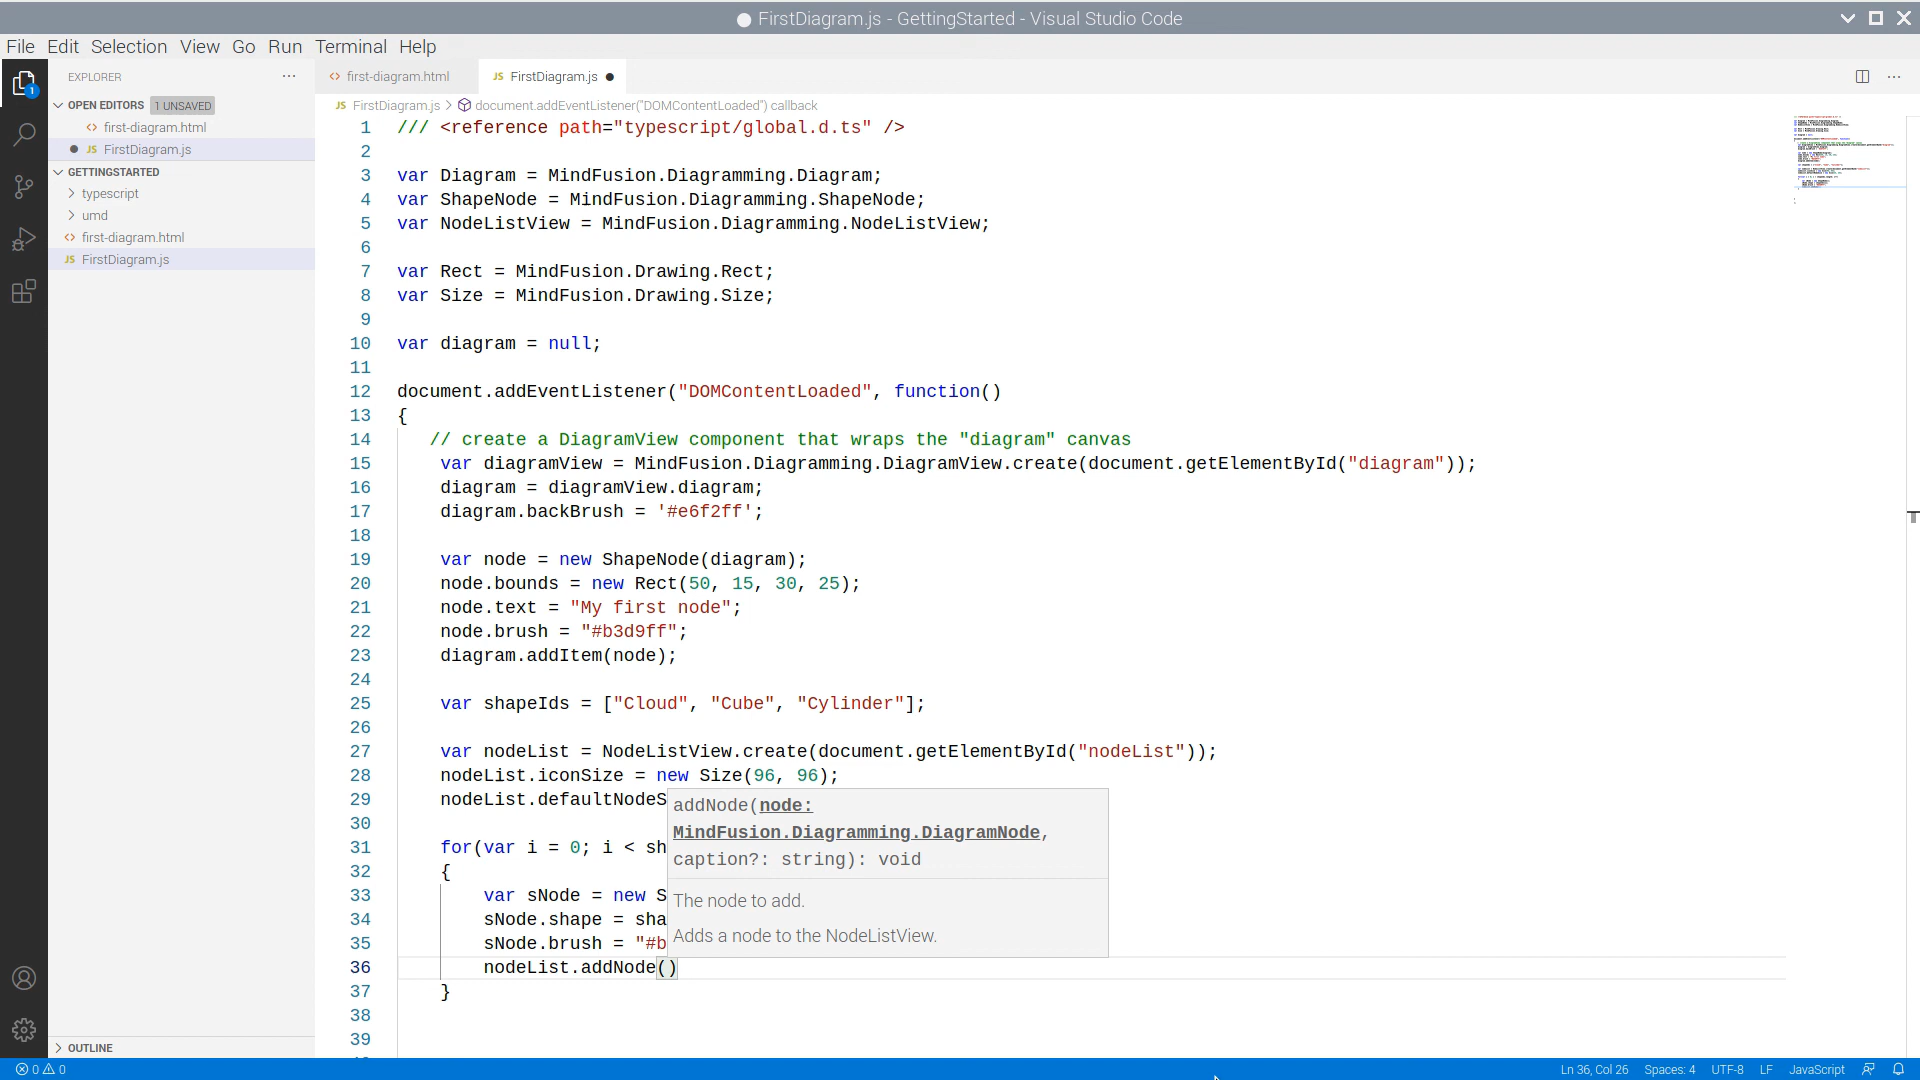 FirstDiagram.js - GettingStarted - Visual Studio Code
File Edit Selection View Go Run Terminal Help
EXPLORER
OPEN EDITORS 1 UNSAVED
first-diagram.html
JS FirstDiagram.js
GETTINGSTARTED
typescript
umd
first-diagram.html
JS FirstDiagram.js
OUTLINE
1
first-diagram.html JS FirstDiagram.js
JS FirstDiagram.js > document.addEventListener("DOMContentLoaded") callback
1 /// <reference path="typescript/global.d.ts" />
2
3 var Diagram = MindFusion.Diagramming.Diagram;
4 var ShapeNode = MindFusion.Diagramming.ShapeNode;
5 var NodeListView = MindFusion.Diagramming.NodeListView;
6
7 var Rect = MindFusion.Drawing.Rect;
8 var Size = MindFusion.Drawing.Size;
9
10 var diagram = null;
11
12 document.addEventListener("DOMContentLoaded", function()
13 {
14 // create a DiagramView component that wraps the "diagram" canvas
15 var diagramView = MindFusion.Diagramming.DiagramView.create(document.getElementById("diagram"));
16 diagram = diagramView.diagram;
17 diagram.backBrush = '#e6f2ff';
18
19 var node = new ShapeNode(diagram);
20 node.bounds = new Rect(50, 15, 30, 25);
21 node.text = "My first node";
22 node.brush = "#b3d9ff";
23 diagram.addItem(node);
24
25 var shapeIds = ["Cloud", "Cube", "Cylinder"];
26
27 var nodeList = NodeListView.create(document.getElementById("nodeList"));
28 nodeList.iconSize = new Size(96, 96);
29 nodeList.defaultNodeS
30
31 for(var i = 0; i < sh
32 {
33 var sNode = new S
34 sNode.shape = sha
35 sNode.brush = "#b
36 nodeList.addNode()
37 }
38
39
addNode(node:
MindFusion.Diagramming.DiagramNode,
caption?: string): void
The node to add.
Adds a node to the NodeListView.
0 0 Ln 36, Col 26 Spaces: 4 UTF-8 LF JavaScript